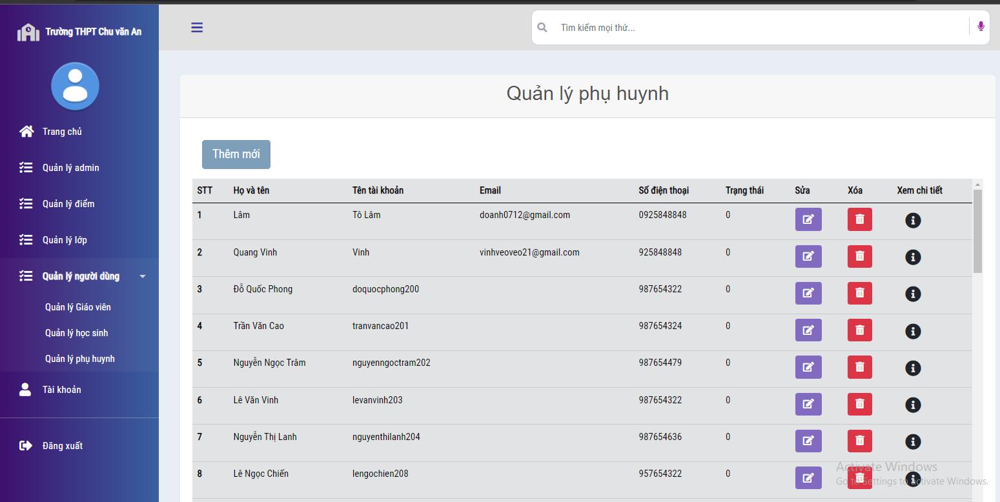 Trường THPT Chu văn An
Tìm kiếm mọi thứ...
Trang chủ
Quản lý admin
Quản lý điểm
Quản lý lớp
Quản lý người dùng
Quản lý Giáo viên
Quản lý học sinh
Quản lý phụ huynh
Tài khoản
Đăng xuất
Quản lý phụ huynh
Thêm mới
STT Họ và tên Tên tài khoản Email Số điện thoại Trạng thái Sửa Xóa Xem chi tiết
1 Lâm Tô Lâm doanh0712@gmail.com 0925848848 0
2 Quang Vinh Vinh vinhveoveo21@gmail.com 925848848 0
3 Đỗ Quốc Phong doquocphong200 987654322 0
4 Trần Văn Cao tranvancao201 987654324 0
5 Nguyễn Ngọc Trâm nguyenngoctram202 987654479 0
6 Lê Văn Vinh levanvinh203 987654322 0
7 Nguyễn Thị Lanh nguyenthilanh204 987654636 0
8 Lê Ngọc Chiến lengochien208 957654322 0
Activate Windows
Go to Settings to activate Windows.